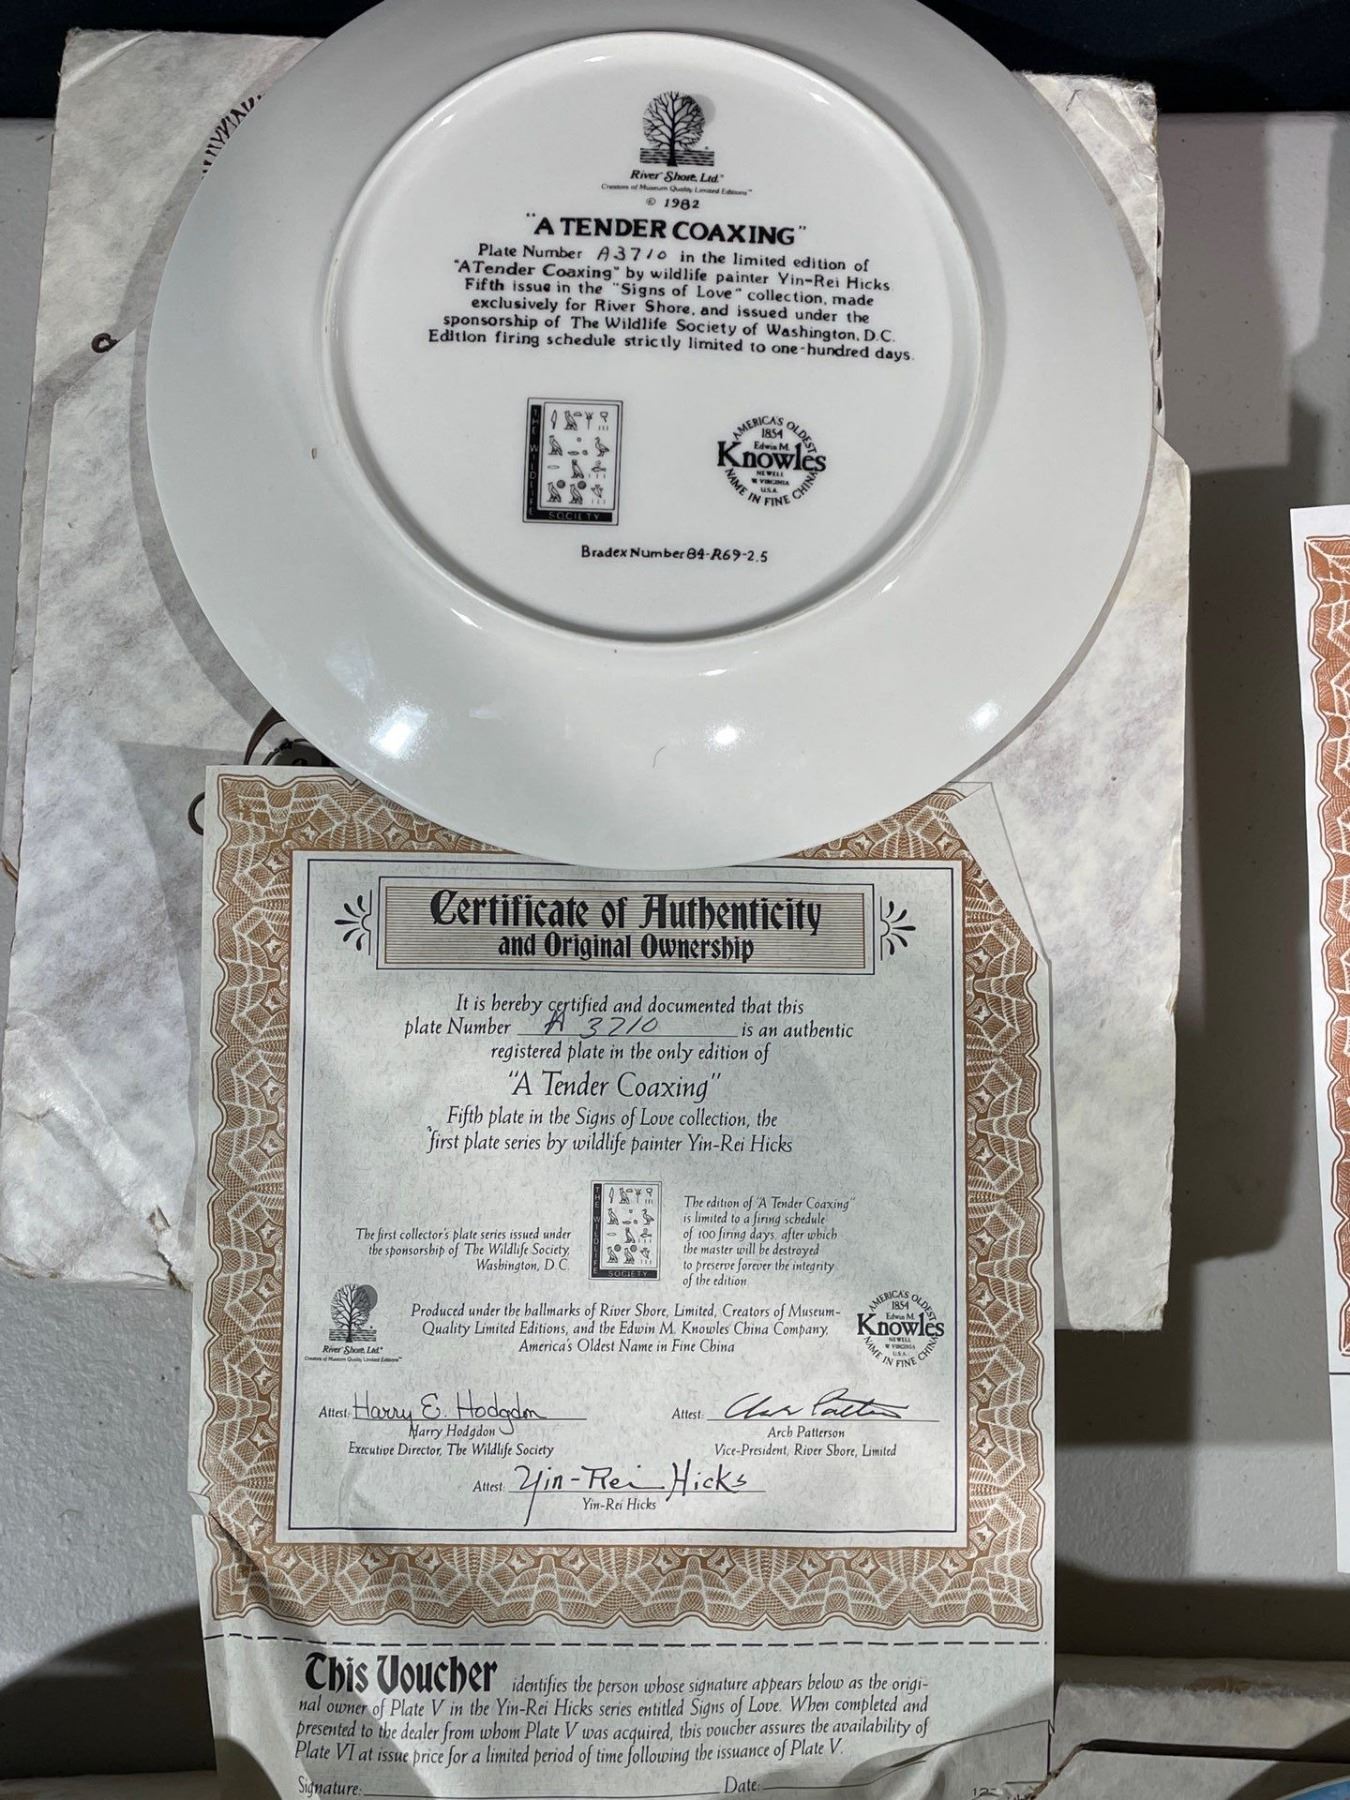 River Shore, Ltd.
Creators of Museum Quality Limited Editions
© 1982
"A TENDER COAXING"
Plate Number A3710 in the limited edition of
"A Tender Coaxing" by wildlife painter Yin-Rei Hicks
Fifth issue in the "Signs of Love" collection, made
exclusively for River Shore, and issued under the
sponsorship of The Wildlife Society of Washington, D.C.
Edition firing schedule strictly limited to one-hundred days.
THE WILDLIFE
SOCIETY
AMERICA'S OLDEST
1854
Edwin M.
Knowles
NEWELL
W VIRGINIA
U.S.A.
NAME IN FINE CHINA
Bradex Number 84-R69-2.5
Certificate of Authenticity
and Original Ownership
It is hereby certified and documented that this
plate Number A 3710 is an authentic
registered plate in the only edition of
"A Tender Coaxing"
Fifth plate in the Signs of Love collection, the
first plate series by wildlife painter Yin-Rei Hicks
The first collector's plate series issued under
the sponsorship of The Wildlife Society,
Washington, D.C.
THE WILDLIFE
SOCIETY
The edition of "A Tender Coaxing"
is limited to a firing schedule
of 100 firing days, after which
the master will be destroyed
to preserve forever the integrity
of the edition
River Shore, Ltd.
Creators of Museum Quality Limited Editions
Produced under the hallmarks of River Shore, Limited, Creators of Museum-
Quality Limited Editions, and the Edwin M. Knowles China Company,
America's Oldest Name in Fine China
AMERICA'S OLDEST
1854
Edwin M.
Knowles
NEWELL
W VIRGINIA
U.S.A.
NAME IN FINE CHINA
Attest: Harry E. Hodgdon
Harry Hodgdon
Executive Director, The Wildlife Society
Attest: Arch Patterson
Arch Patterson
Vice-President, River Shore, Limited
Attest: Yin-Rei Hicks
Yin-Rei Hicks
This Voucher identifies the person whose signature appears below as the origi-
nal owner of Plate V in the Yin-Rei Hicks series entitled Signs of Love. When completed and
presented to the dealer from whom Plate V was acquired, this voucher assures the availability of
Plate VI at issue price for a limited period of time following the issuance of Plate V.
Signature: Date: